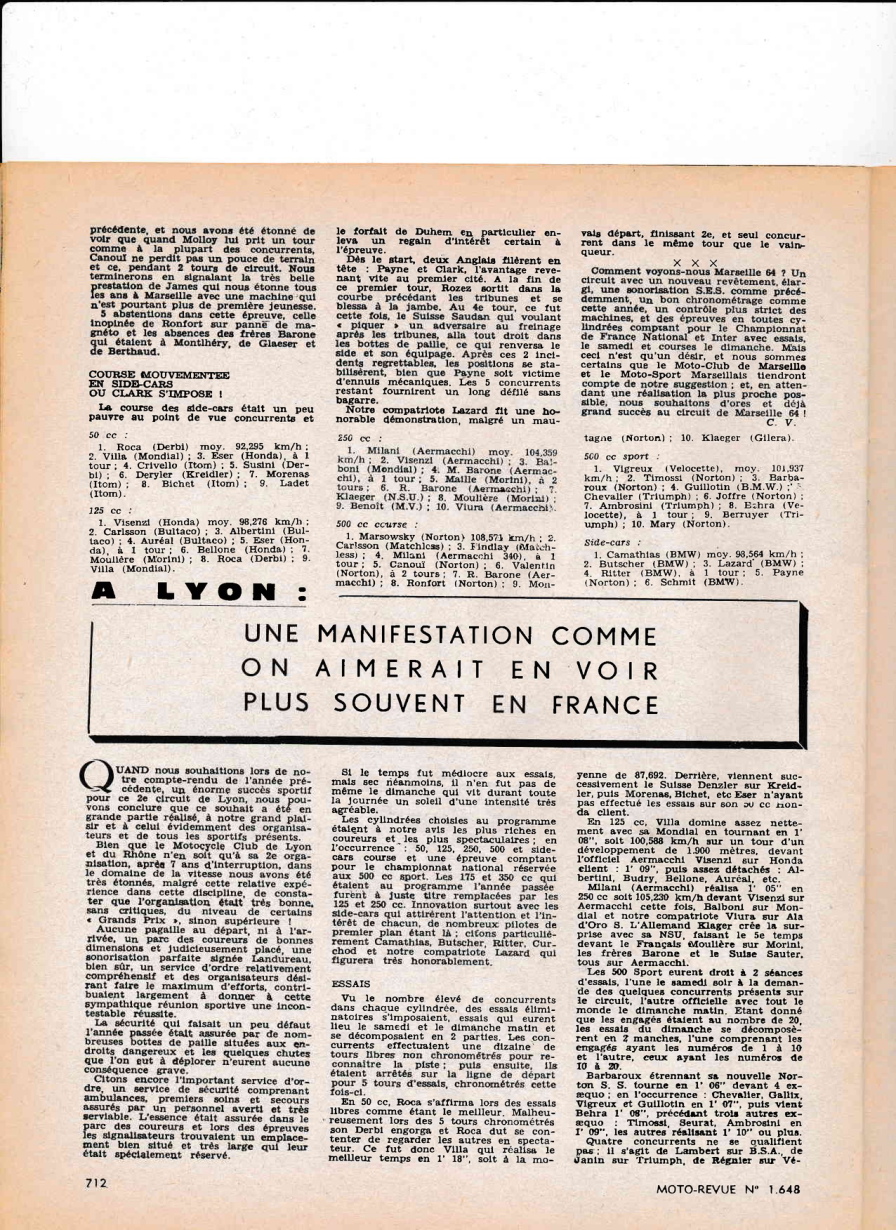 précédente, et nous avons été étonné de
voir que quand Molloy lui prit un tour
comme à la plupart des concurrents,
Canouï ne perdit pas un pouce de terrain
et ce, pendant 2 tours de circuit. Nous
terminerons en signalant la très belle
prestation de James qui nous étonne tous
les ans à Marseille avec une machine qui
n'est pourtant plus de première jeunesse.
5 abstentions dans cette épreuve, celle
inopinée de Ronfort sur panne de ma-
gnéto et les absences des frères Barone
qui étaient à Montlhéry, de Glaeser et
de Berthaud.
COURSE MOUVEMENTEE
EN SIDE-CARS
OU CLARK S'IMPOSE !
La course des side-cars était un peu
pauvre au point de vue concurrents et
le forfait de Duhem en particulier en-
leva un regain d'intérêt certain à
l'épreuve.
Dès le start, deux Anglais filèrent en
tête : Payne et Clark, l'avantage reve-
nant vite au premier cité. A la fin de
ce premier tour, Rozez sortit dans la
courbe précédant les tribunes et se
blessa à la jambe. Au 4e tour, ce fut
cette fois, le Suisse Saudan qui voulant
« piquer » un adversaire au freinage
après les tribunes, alla tout droit dans
les bottes de paille, ce qui renversa le
side et son équipage. Après ces 2 inci-
dents regrettables, les positions se sta-
bilisèrent, bien que Payne soit victime
d'ennuis mécaniques. Les 5 concurrents
restant fournirent un long défilé sans
bagarre.
Notre compatriote Lazard fit une ho-
norable démonstration, malgré un mau-
vais départ, finissant 2e, et seul concur-
rent dans le même tour que le vain-
queur.
× × ×
Comment voyons-nous Marseille 64 ? Un
circuit avec un nouveau revêtement, élar-
gi, une sonorisation S.E.S. comme précé-
demment, un bon chronométrage comme
cette année, un contrôle plus strict des
machines, et des épreuves en toutes cy-
lindrées comptant pour le Championnat
de France National et Inter avec essais,
le samedi et courses le dimanche. Mais
ceci n'est qu'un désir, et nous sommes
certains que le Moto-Club de Marseille
et le Moto-Sport Marseillais tiendront
compte de notre suggestion ; et, en atten-
dant une réalisation la plus proche pos-
sible, nous souhaitons d'ores et déjà
grand succès au circuit de Marseille 64 !
C. V.
50 cc :
1. Roca (Derbi) moy. 92,295 km/h ;
2. Villa (Mondial) ; 3. Eser (Honda), à 1
tour ; 4. Crivello (Itom) ; 5. Susini (Der-
bi) ; 6. Deryler (Kreidler) ; 7. Morenas
(Itom) ; 8. Bichet (Itom) ; 9. Ladet
(Itom).
125 cc :
1. Visenzi (Honda) moy. 98,276 km/h ;
2. Carlsson (Bultaco) ; 3. Albertini (Bul-
taco) ; 4. Auréal (Bultaco) ; 5. Eser (Hon-
da), à 1 tour ; 6. Bellone (Honda) ; 7.
Moulière (Morini) ; 8. Roca (Derbi) ; 9.
Villa (Mondial).
250 cc :
1. Milani (Aermacchi) moy. 104,359
km/h ; 2. Visenzi (Aermacchi) ; 3. Bal-
boni (Mondial) ; 4. M. Barone (Aermac-
chi), à 1 tour ; 5. Maille (Morini), à 2
tours ; 6. R. Barone (Aermacchi) ; 7.
Klaeger (N.S.U.) ; 8. Moulière (Morini) ;
9. Benoît (M.V.) ; 10. Viura (Aermacchi).
500 cc course :
1. Marsowsky (Norton) 108,571 km/h ; 2.
Carlsson (Matchless) ; 3. Findlay (Match-
less) ; 4. Milani (Aermacchi 340), à 1
tour ; 5. Canouï (Norton) ; 6. Valentin
(Norton), à 2 tours ; 7. R. Barone (Aer-
macchi) ; 8. Ronfort (Norton) ; 9. Mon-
tagne (Norton) ; 10. Klaeger (Gilera).
500 cc sport :
1. Vigreux (Velocette), moy. 101,937
km/h ; 2. Timossi (Norton) ; 3. Barba-
roux (Norton) ; 4. Guillotin (B.M.W.) ; 5.
Chevalier (Triumph) ; 6. Joffre (Norton) ;
7. Ambrosini (Triumph) ; 8. Behra (Ve-
locette), à 1 tour ; 9. Berruyer (Tri-
umph) ; 10. Mary (Norton).
Side-cars :
1. Camathias (BMW) moy. 98,564 km/h ;
2. Butscher (BMW) ; 3. Lazard (BMW) ;
4. Ritter (BMW), à 1 tour ; 5. Payne
(Norton) ; 6. Schmit (BMW).
A LYON :
UNE MANIFESTATION COMME
ON AIMERAIT EN VOIR
PLUS SOUVENT EN FRANCE
QUAND nous souhaitions lors de no-
tre compte-rendu de l'année pré-
cédente, un énorme succès sportif
pour ce 2e circuit de Lyon, nous pou-
vons conclure que ce souhait a été en
grande partie réalisé, à notre grand plai-
sir et à celui évidemment des organisa-
teurs et de tous les sportifs présents.
Bien que le Motocycle Club de Lyon
et du Rhône n'en soit qu'à sa 2e orga-
nisation, après 7 ans d'interruption, dans
le domaine de la vitesse nous avons été
très étonnés, malgré cette relative expé-
rience dans cette discipline, de consta-
ter que l'organisation était très bonne,
sans critiques, du niveau de certains
« Grands Prix », sinon supérieure !
Aucune pagaille au départ, ni à l'ar-
rivée, un parc des coureurs de bonnes
dimensions et judicieusement placé, une
sonorisation parfaite signée Landureau,
bien sûr, un service d'ordre relativement
compréhensif et des organisateurs dési-
rant faire le maximum d'efforts, contri-
buaient largement à donner à cette
sympathique réunion sportive une incon-
testable réussite.
La sécurité qui faisait un peu défaut
l'année passée était assurée par de nom-
breuses bottes de paille situées aux en-
droits dangereux et les quelques chutes
que l'on eut à déplorer n'eurent aucune
conséquence grave.
Citons encore l'important service d'or-
dre, un service de sécurité comprenant
ambulances, premiers soins et secours
assurés par un personnel averti et très
serviable. L'essence était assurée dans le
parc des coureurs et lors des épreuves
les signalisateurs trouvaient un emplace-
ment bien situé et très large qui leur
était spécialement réservé.
Si le temps fut médiocre aux essais,
mais sec néanmoins, il n'en fut pas de
même le dimanche qui vit durant toute
la journée un soleil d'une intensité très
agréable.
Les cylindrées choisies au programme
étaient à notre avis les plus riches en
coureurs et les plus spectaculaires ; en
l'occurrence : 50, 125, 250, 500 et side-
cars course et une épreuve comptant
pour le championnat national réservée
aux 500 cc sport. Les 175 et 350 cc qui
étaient au programme l'année passée
furent à juste titre remplacées par les
125 et 250 cc. Innovation surtout avec les
side-cars qui attirèrent l'attention et l'in-
térêt de chacun, de nombreux pilotes de
premier plan étant là ; citons particuliè-
rement Camathias, Butscher, Ritter, Cur-
chod et notre compatriote Lazard qui
figurera très honorablement.
ESSAIS
Vu le nombre élevé de concurrents
dans chaque cylindrée, des essais élimi-
natoires s'imposaient, essais qui eurent
lieu le samedi et le dimanche matin et
se décomposaient en 2 parties. Les con-
currents effectuaient une dizaine de
tours libres non chronométrés pour re-
connaître la piste ; puis ensuite, ils
étaient arrêtés sur la ligne de départ
pour 5 tours d'essai, chronométrés cette
fois-ci.
En 50 cc, Roca s'affirma lors des essais
libres comme étant le meilleur. Malheu-
reusement lors des 5 tours chronométrés
son Derbi engorga et Roca dut se con-
tenter de regarder les autres en specta-
teur. Ce fut donc Villa qui réalisa le
meilleur temps en 1' 18", soit à la mo-
yenne de 87,692. Derrière, viennent suc-
cessivement le Suisse Denzler sur Kreid-
ler, puis Morenas, Bichet, etc Eser n'ayant
pas effectué les essais sur son 50 cc Hon-
da client.
En 125 cc, Villa domine assez nette-
ment avec sa Mondial en tournant en 1'
08", soit 100,588 km/h sur un tour d'un
développement de 1.900 mètres, devant
l'officiel Aermacchi Visenzi sur Honda
client : 1' 09", puis assez détachés : Al-
bertini, Budry, Bellone, Auréal, etc.
Milani (Aermacchi) réalisa 1' 05" en
250 cc soit 105,230 km/h devant Visenzi sur
Aermacchi cette fois, Balboni sur Mon-
dial et notre compatriote Viura sur Ala
d'Oro S. L'Allemand Klager crée la sur-
prise avec sa NSU, faisant le 5e temps
devant le Français Moulière sur Morini,
les frères Barone et le Suisse Sauter,
tous sur Aermacchi.
Les 500 Sport eurent droit à 2 séances
d'essais, l'une le samedi soir à la deman-
de des quelques concurrents présents sur
le circuit, l'autre officielle avec tout le
monde le dimanche matin. Etant donné
que les engagés étaient au nombre de 20,
les essais du dimanche se décomposè-
rent en 2 manches, l'une comprenant les
engagés ayant les numéros de 1 à 10
et l'autre, ceux ayant les numéros de
10 à 20.
Barbaroux étrennant sa nouvelle Nor-
ton S. S. tourne en 1' 06" devant 4 ex-
æquo ; en l'occurrence : Chevalier, Gallix,
Vigreux et Guillotin en 1' 07", puis vient
Behra 1' 08", précédant trois autres ex-
æquo : Timossi, Seurat, Ambrosini en
1' 09", les autres réalisant 1' 10" ou plus.
Quatre concurrents ne se qualifient
pas ; il s'agit de Lambert sur B.S.A., de
Janin sur Triumph, de Régnier sur Vé-
712
MOTO-REVUE N° 1.648